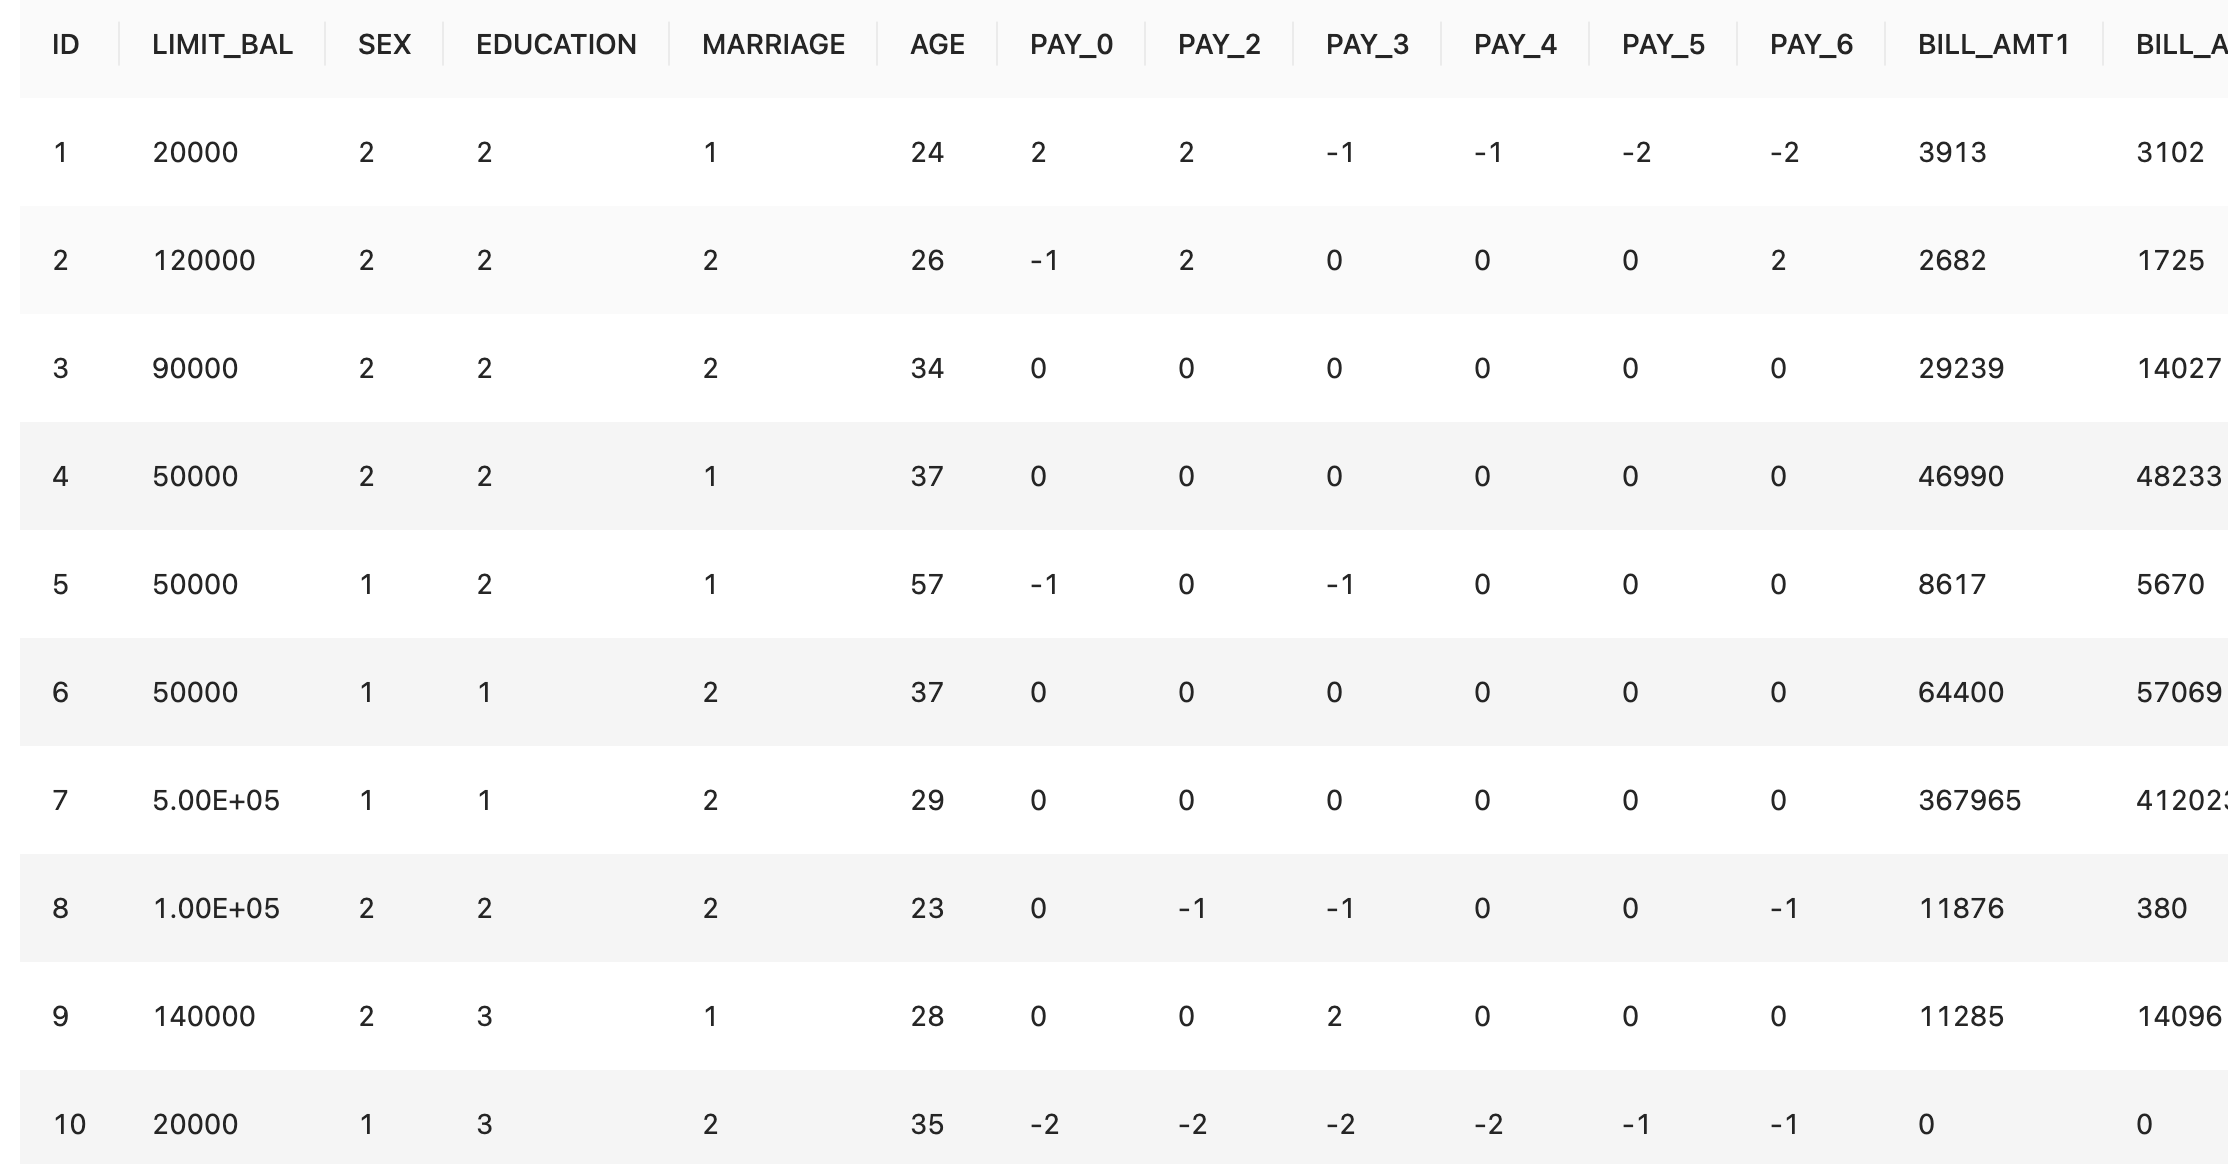 ID LIMIT_BAL SEX EDUCATION MARRIAGE AGE PAY_0 PAY_2 PAY_3 PAY_4 PAY_5 PAY_6 BILL_AMT1 BILL_A
1 20000 2 2 1 24 2 2 -1 -1 -2 -2 3913 3102
2 120000 2 2 2 26 -1 2 0 0 0 2 2682 1725
3 90000 2 2 2 34 0 0 0 0 0 0 29239 14027
4 50000 2 2 1 37 0 0 0 0 0 0 46990 48233
5 50000 1 2 1 57 -1 0 -1 0 0 0 8617 5670
6 50000 1 1 2 37 0 0 0 0 0 0 64400 57069
7 5.00E+05 1 1 2 29 0 0 0 0 0 0 367965 412023
8 1.00E+05 2 2 2 23 0 -1 -1 0 0 -1 11876 380
9 140000 2 3 1 28 0 0 2 0 0 0 11285 14096
10 20000 1 3 2 35 -2 -2 -2 -2 -1 -1 0 0